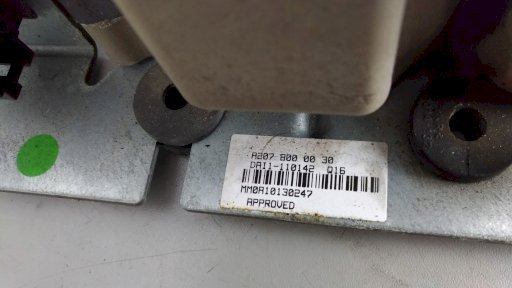 A207 800 00 30
DAI1-110142 Q16
MM0A10130247
APPROVED